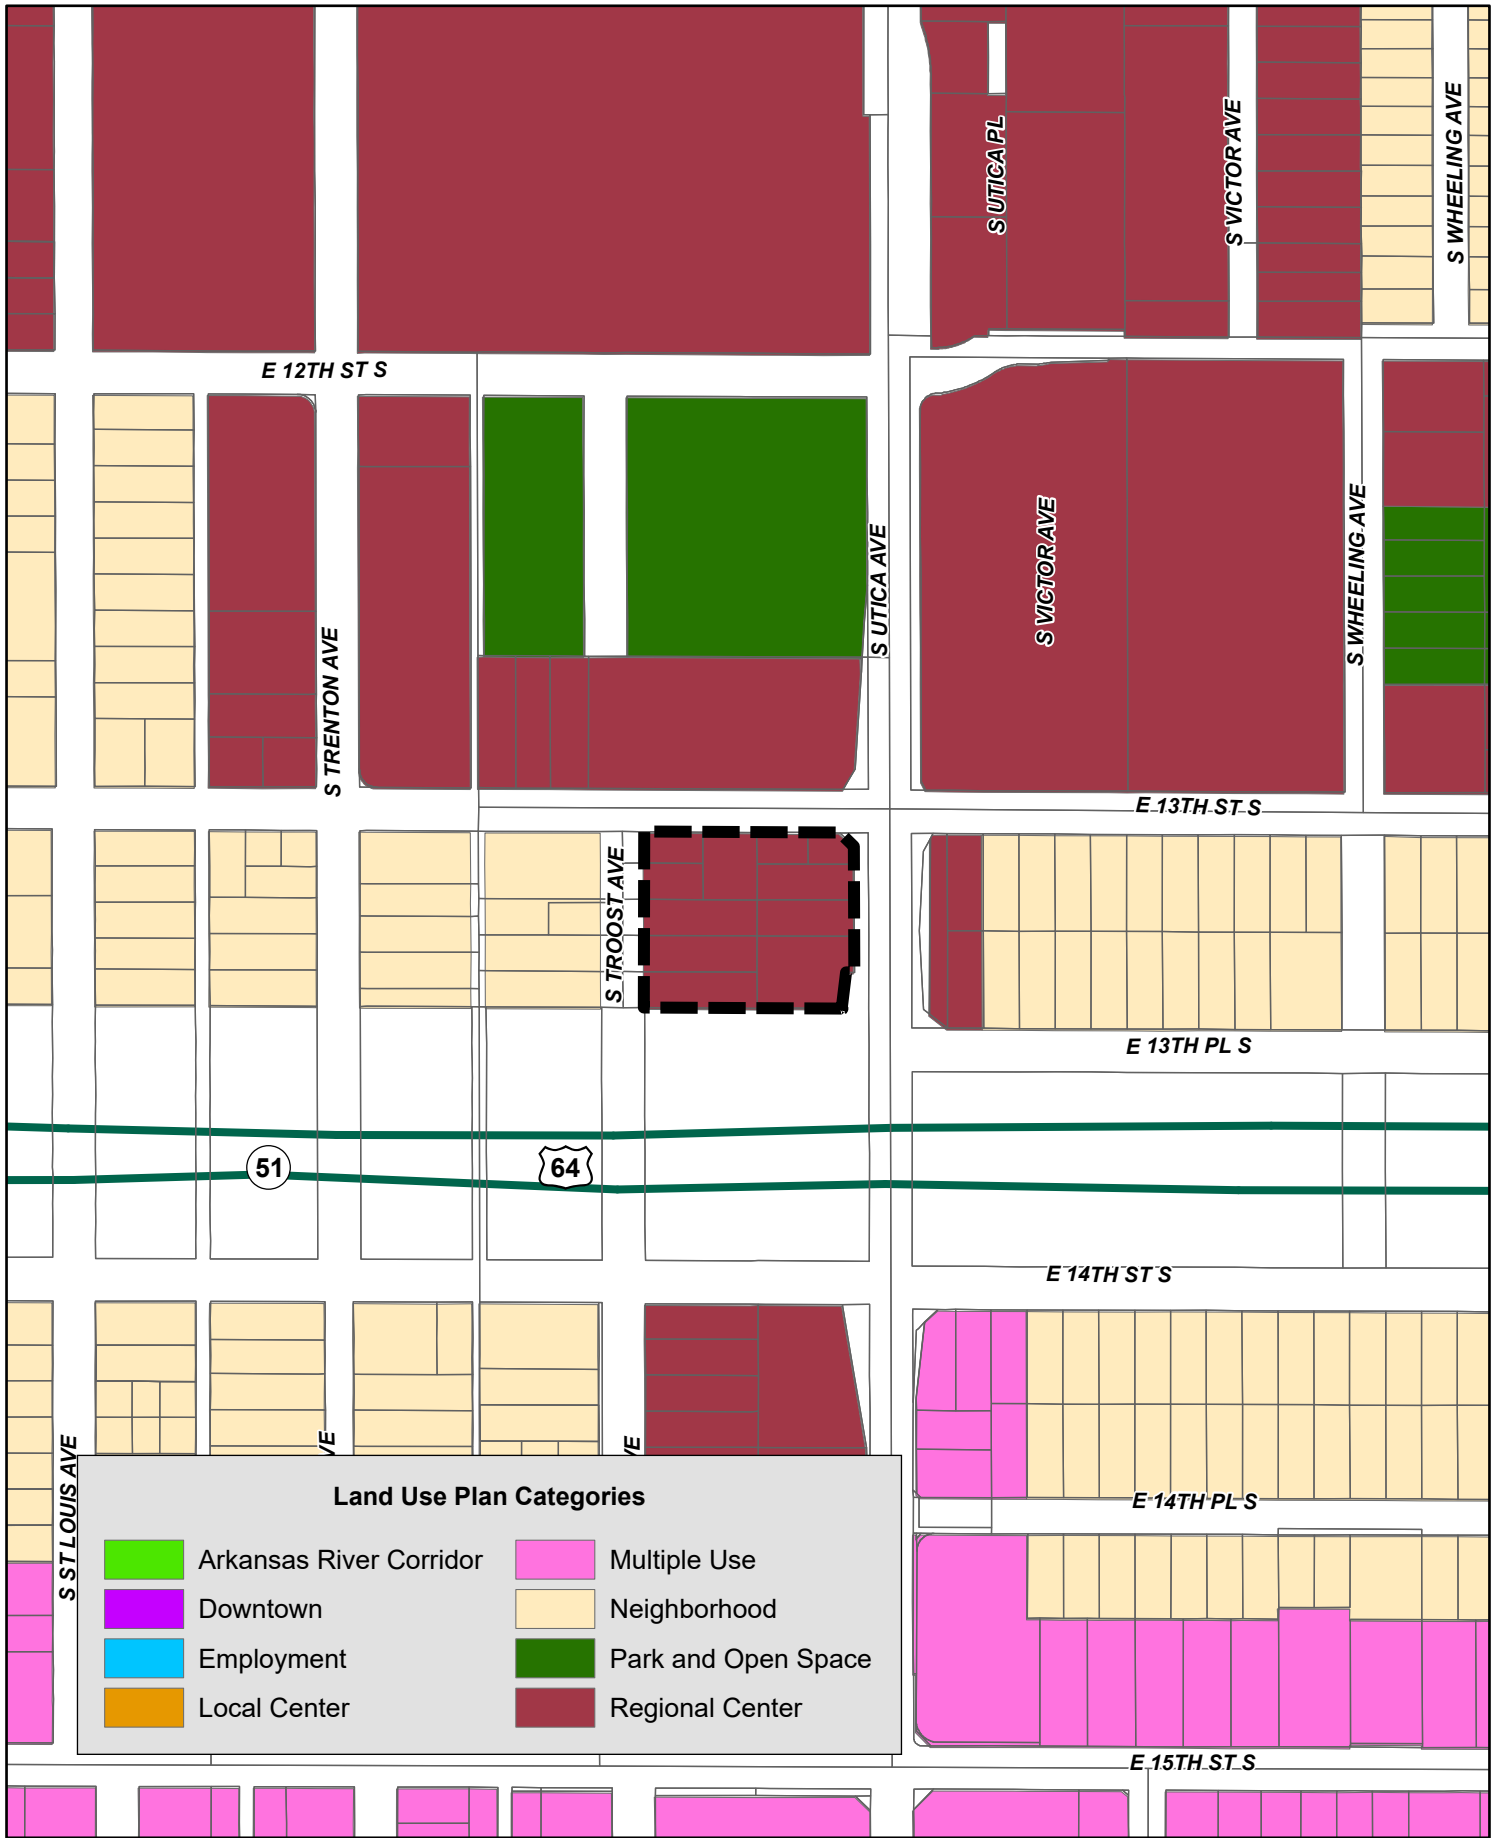 S UTICA PL
S VICTOR AVE
S WHEELING AVE
E 12TH ST S
S TRENTON AVE
S UTICA AVE
S VICTOR AVE
S WHEELING AVE
E 13TH ST S
S TROOST AVE
E 13TH PL S
51
64
E 14TH ST S
S ST LOUIS AVE
VE
VE
E 14TH PL S
Land Use Plan Categories
Arkansas River Corridor
Downtown
Employment
Local Center
Multiple Use
Neighborhood
Park and Open Space
Regional Center
E 15TH ST S